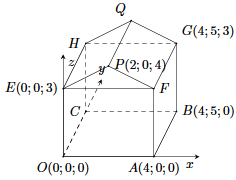 Q
H
G(4; 5; 3)
z
y
P(2; 0; 4)
E(0; 0; 3)
F
C
B(4; 5; 0)
O(0; 0; 0)
A(4; 0; 0)
x